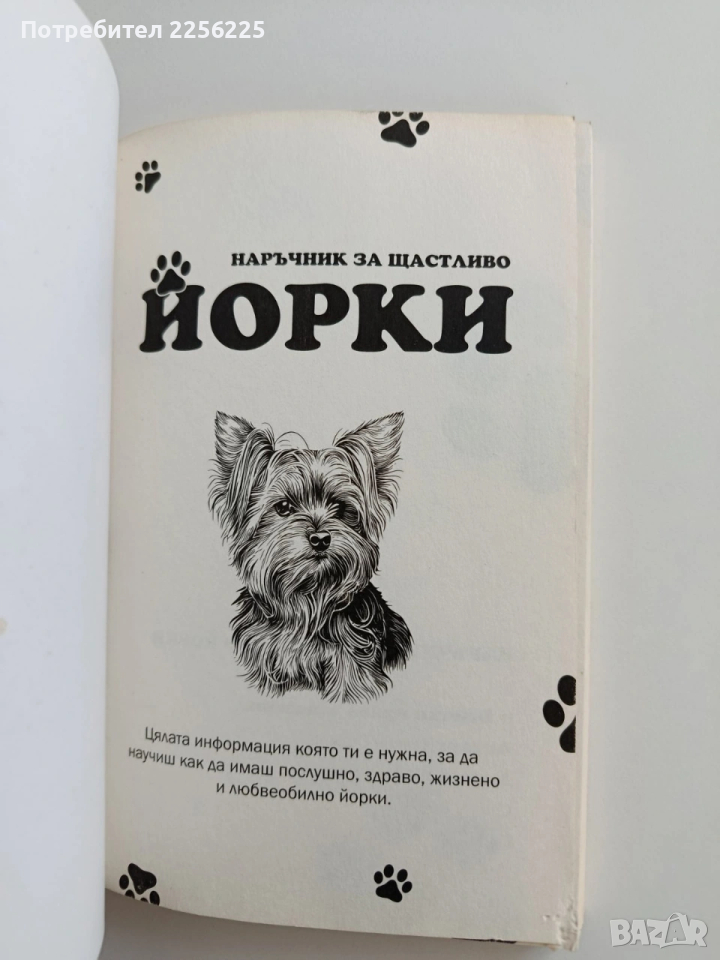 Потребител 2256225
НАРЪЧНИК ЗА ЩАСТЛИВО
ЙОРКИ
Цялата информация която ти е нужна, за да
научиш как да имаш послушно, здраво, жизнено
и любвеобилно йорки.
BAZAR